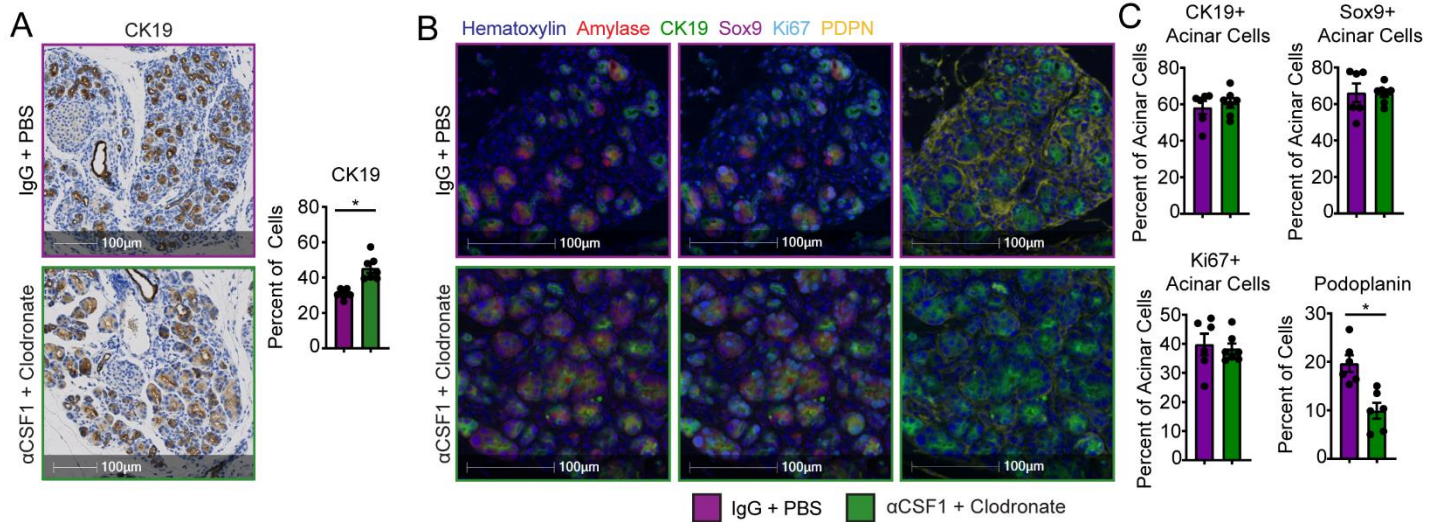 A
CK19
IgG + PBS
100µm
αCSF1 + Clodronate
100µm
CK19
*
Percent of Cells
80
60
40
20
0
B
Hematoxylin Amylase CK19 Sox9 Ki67 PDPN
IgG + PBS
100µm
100µm
100µm
αCSF1 + Clodronate
100µm
100µm
100µm
IgG + PBS
αCSF1 + Clodronate
C
CK19+
Acinar Cells
Percent of Acinar Cells
80
60
40
20
0
Sox9+
Acinar Cells
Percent of Acinar Cells
80
60
40
20
0
Ki67+
Acinar Cells
Percent of Acinar Cells
50
40
30
20
10
0
Podoplanin
*
Percent of Cells
30
20
10
0